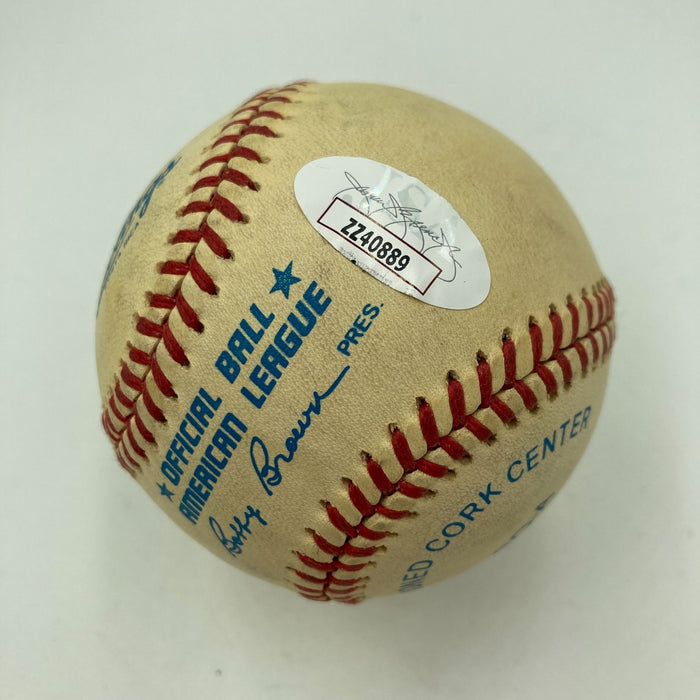 ZZ40889
OFFICIAL BALL
AMERICAN LEAGUE
Bobby Brown PRES.
CORK CENTER